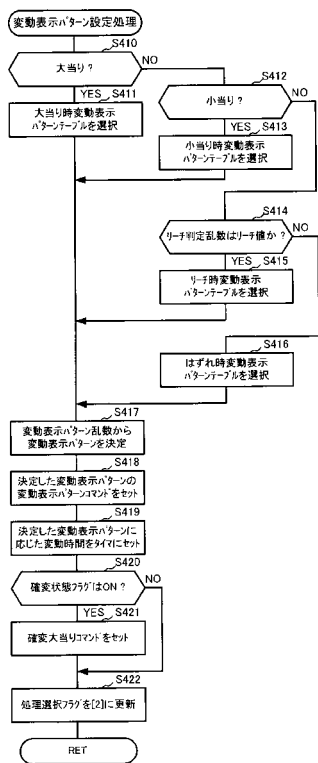 変動表示パターン設定処理
S410
大当り?
NO
YES
S411
大当り時変動表示
パターンテーブルを選択
S412
小当り?
NO
YES
S413
小当り時変動表示
パターンテーブルを選択
S414
リーチ判定乱数はリーチ値か?
NO
YES
S415
リーチ時変動表示
パターンテーブルを選択
S416
はずれ時変動表示
パターンテーブルを選択
S417
変動表示パターン乱数から
変動表示パターンを決定
S418
決定した変動表示パターンの
変動表示パターンコマンドをセット
S419
決定した変動表示パターンに
応じた変動時間をタイマにセット
S420
確変状態フラグはON?
NO
YES
S421
確変大当りコマンドをセット
S422
処理選択フラグを[2]に更新
RET